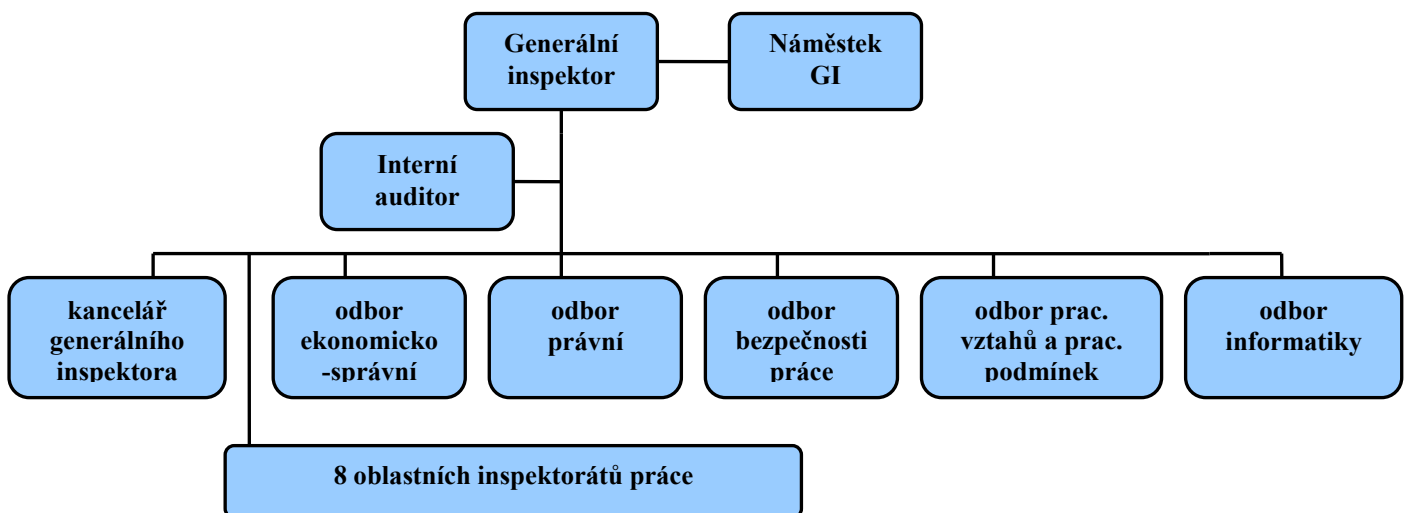 Generální
inspektor
Náměstek
GI
Interní
auditor
kancelář
generálního
inspektora
odbor
ekonomicko
-správní
odbor
právní
odbor
bezpečnosti
práce
odbor prac.
vztahů a prac.
podmínek
odbor
informatiky
8 oblastních inspektorátů práce